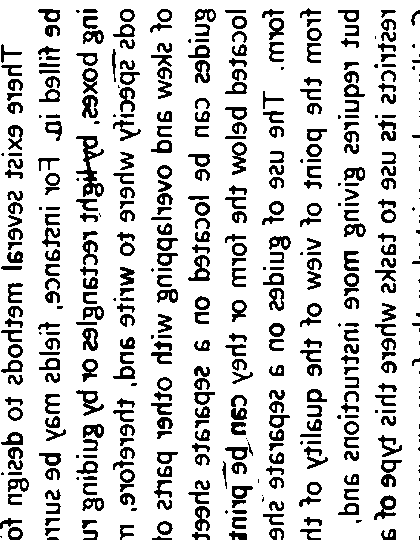 There exist several methods to design fo
be filled in. For instance, fields may be surr
ing boxes, by light rectangles or by guiding ru
ods specify where to write and, therefore, m
of skew and overlapping with other parts of
guides can be located on a separate sheet
located below the form or they can be print
form. The use of guides on a separate she
from the point of view of the quality of th
but requires giving more instructions and,
restricts its use to tasks where this type of a